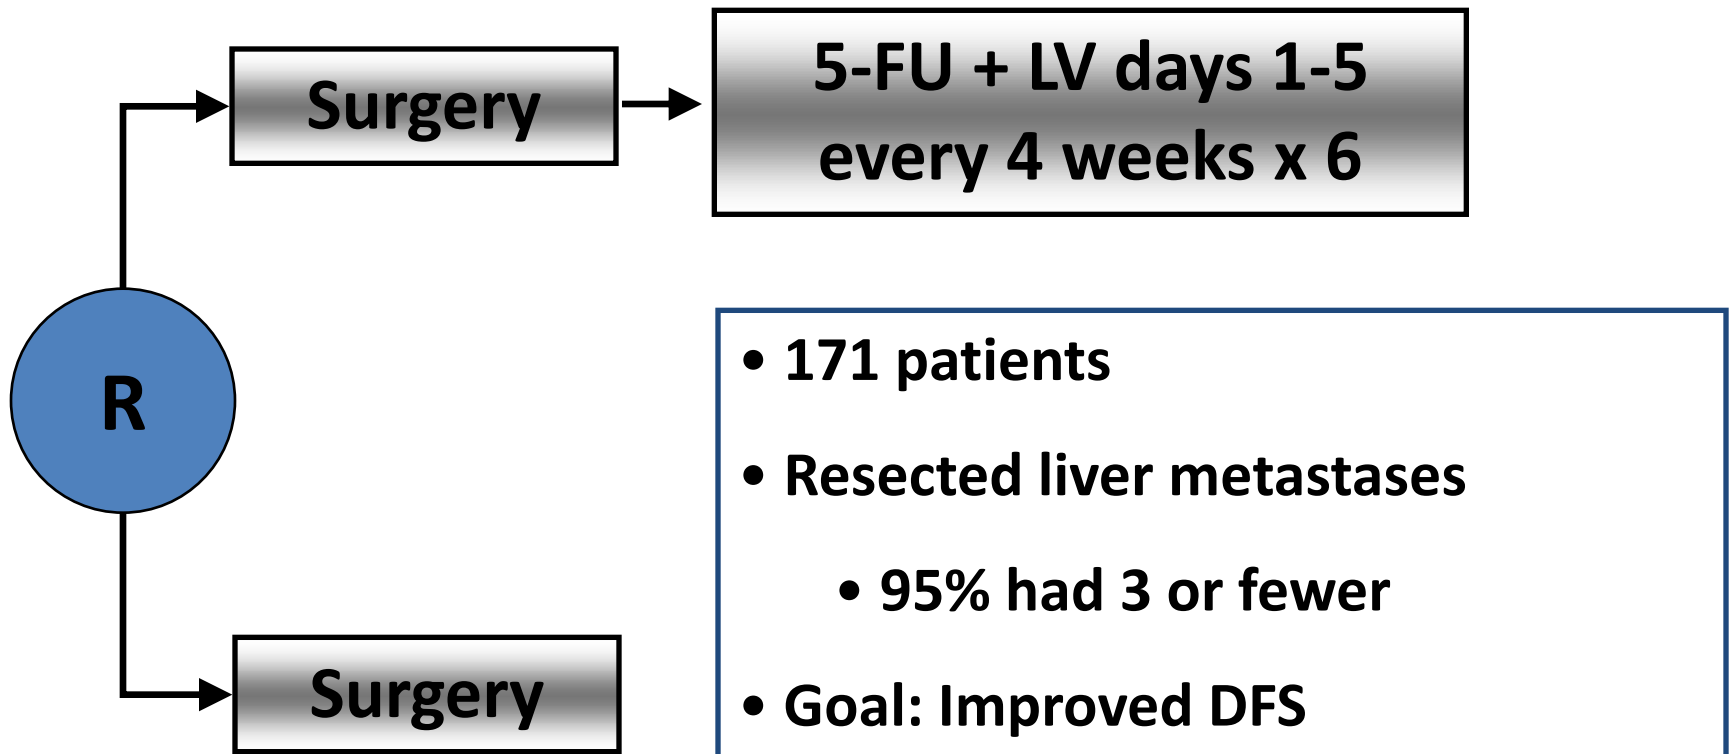 Surgery
5-FU + LV days 1-5
every 4 weeks x 6
R
• 171 patients
• Resected liver metastases
• 95% had 3 or fewer
• Goal: Improved DFS
Surgery